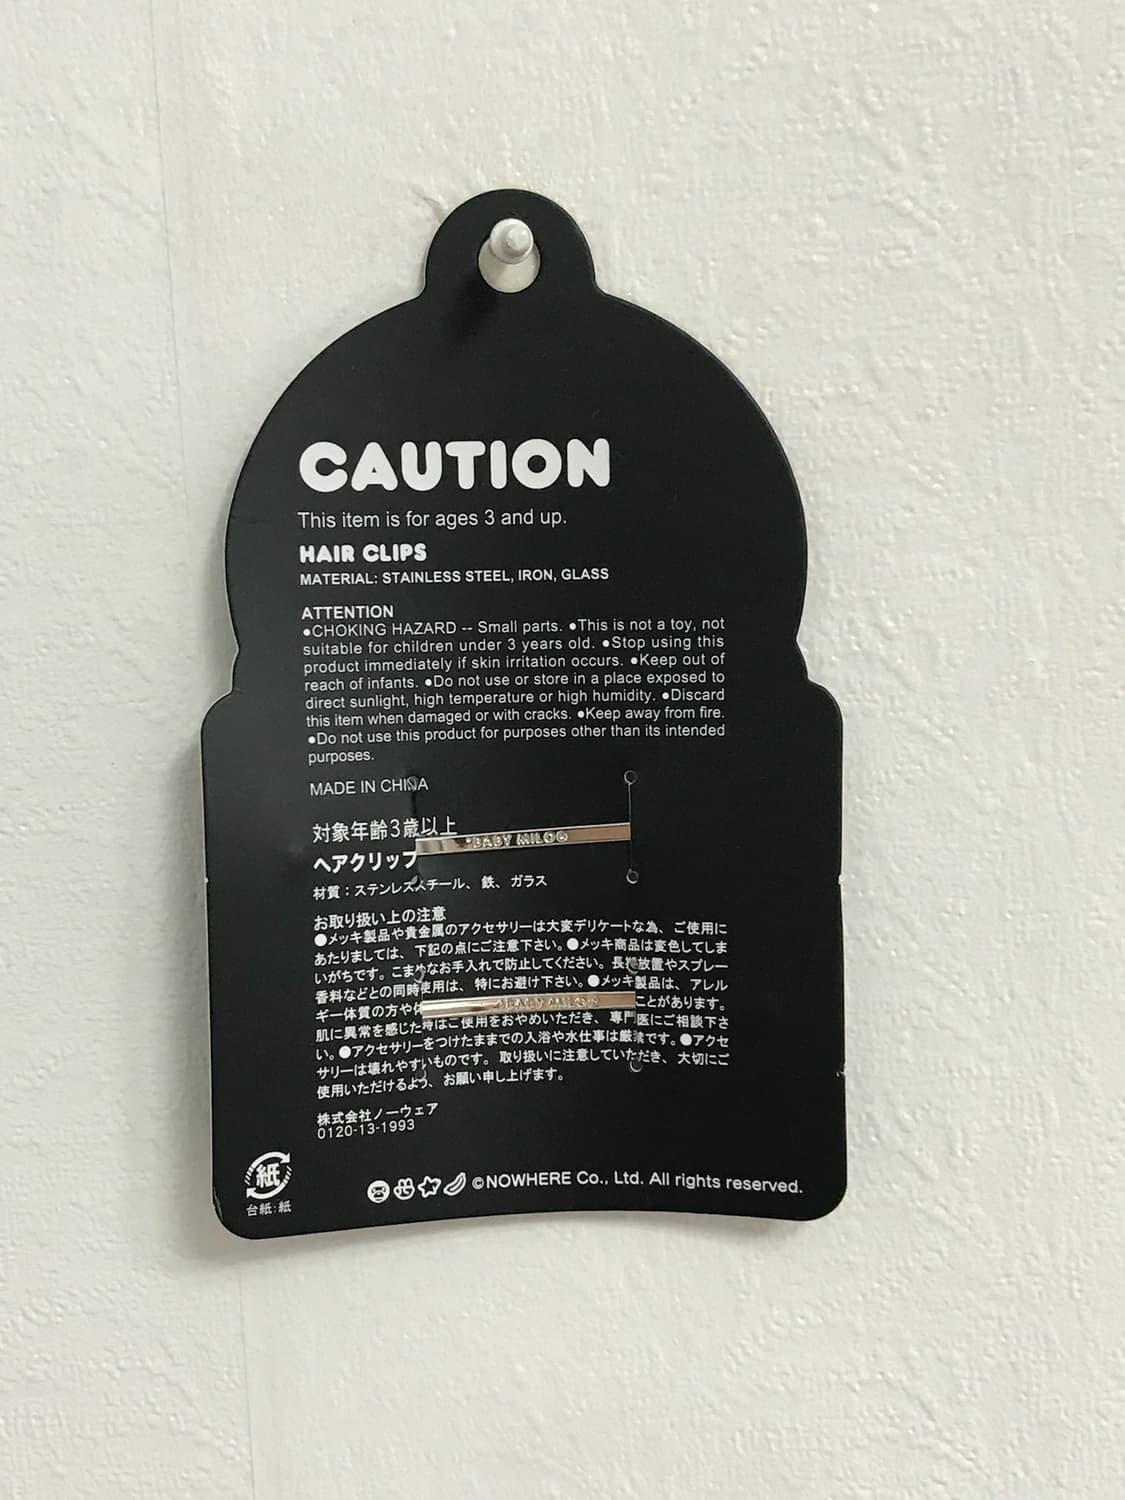 CAUTION
This item is for ages 3 and up.
HAIR CLIPS
MATERIAL: STAINLESS STEEL, IRON, GLASS
ATTENTION
●CHOKING HAZARD -- Small parts. ●This is not a toy, not
suitable for children under 3 years old. ●Stop using this
product immediately if skin irritation occurs. ●Keep out of
reach of infants. ●Do not use or store in a place exposed to
direct sunlight, high temperature or high humidity. ●Discard
this item when damaged or with cracks. ●Keep away from fire.
●Do not use this product for purposes other than its intended
purposes.
MADE IN CHINA
対象年齢3歳以上
BABY MILO®
ヘアクリップ
材質：ステンレススチール、鉄、ガラス
お取り扱い上の注意
●メッキ製品や貴金属のアクセサリーは大変デリケートな為、ご使用に
あたりましては、下記の点にご注意下さい。●メッキ商品は変色してしま
いがちです。こまめなお手入れで防止してください。長期放置やスプレー
香料などとの同時使用は、特にお避け下さい。●メッキ製品は、アレル
ギー体質の方や体 ことがあります。
BABY MILO®
肌に異常を感じた時はご使用をおやめいただき、専門医にご相談下さ
い。●アクセサリーをつけたままでの入浴や水仕事は厳禁です。●アクセ
サリーは壊れやすいものです。取り扱いに注意していただき、大切にご
使用いただけるよう、お願い申し上げます。
株式会社ノーウェア
0120-13-1993
紙
台紙:紙
©NOWHERE Co., Ltd. All rights reserved.